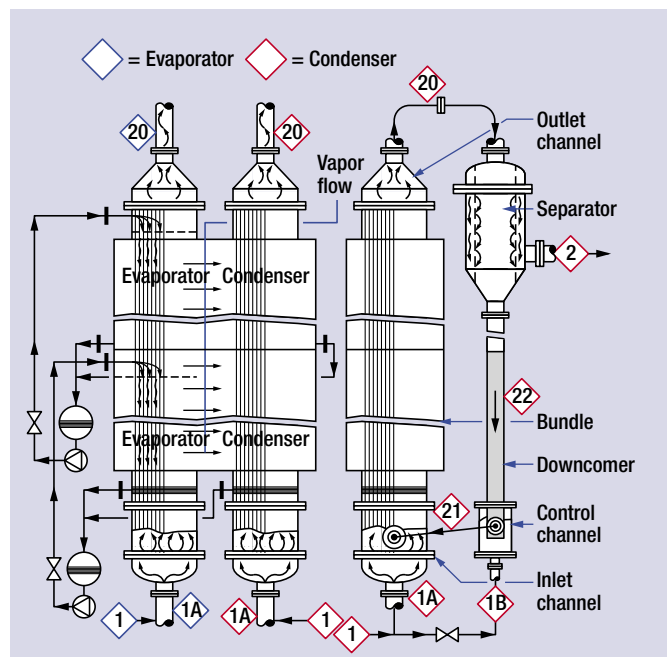 = Evaporator
= Condenser
20
20
20
Outlet
channel
Vapor
flow
Separator
2
Evaporator
Condenser
22
Evaporator
Condenser
Bundle
Downcomer
21
Control
channel
Inlet
channel
1
1A
1A
1
1
1A
1B